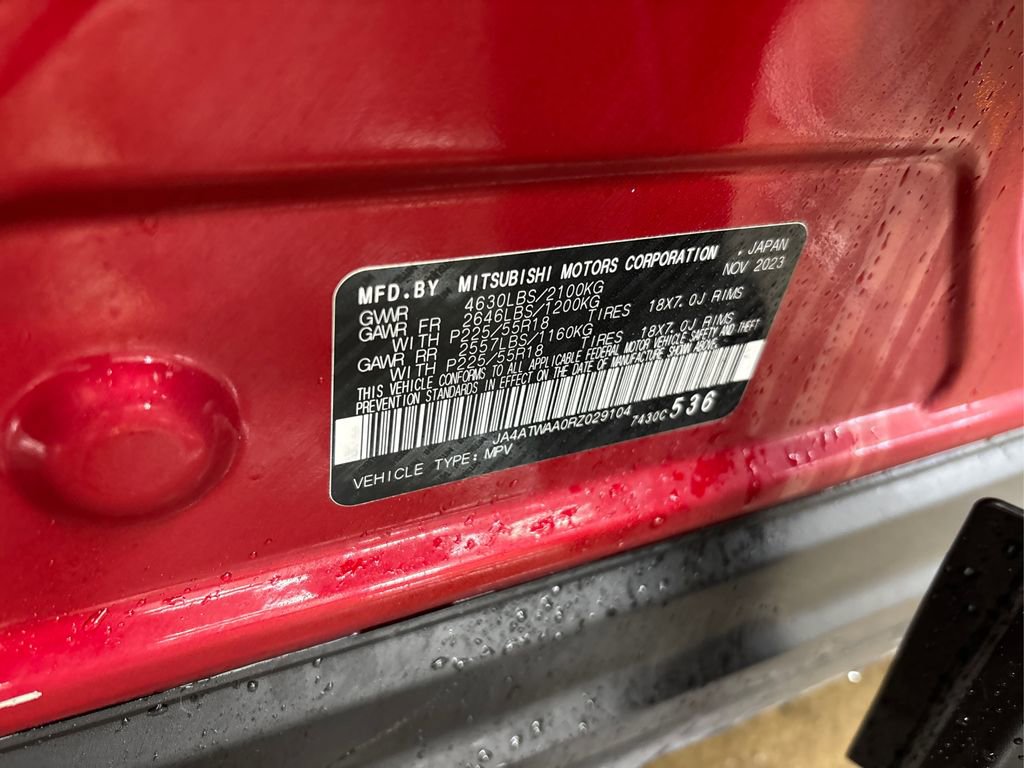 MFD.BY MITSUBISHI MOTORS CORPORATION , JAPAN
NOV 2023
GVWR 4630LBS/2100KG
GAWR FR 2646LBS/1200KG
WITH P225/55R18 TIRES 18X7.0J RIMS
GAWR RR 2557LBS/1160KG
WITH P225/55R18 TIRES 18X7.0J RIMS
THIS VEHICLE CONFORMS TO ALL APPLICABLE FEDERAL MOTOR VEHICLE SAFETY AND THEFT
PREVENTION STANDARDS IN EFFECT ON THE DATE OF MANUFACTURE SHOWN ABOVE.
JA4ATWAA0RZ029104 7430C 536
VEHICLE TYPE: MPV